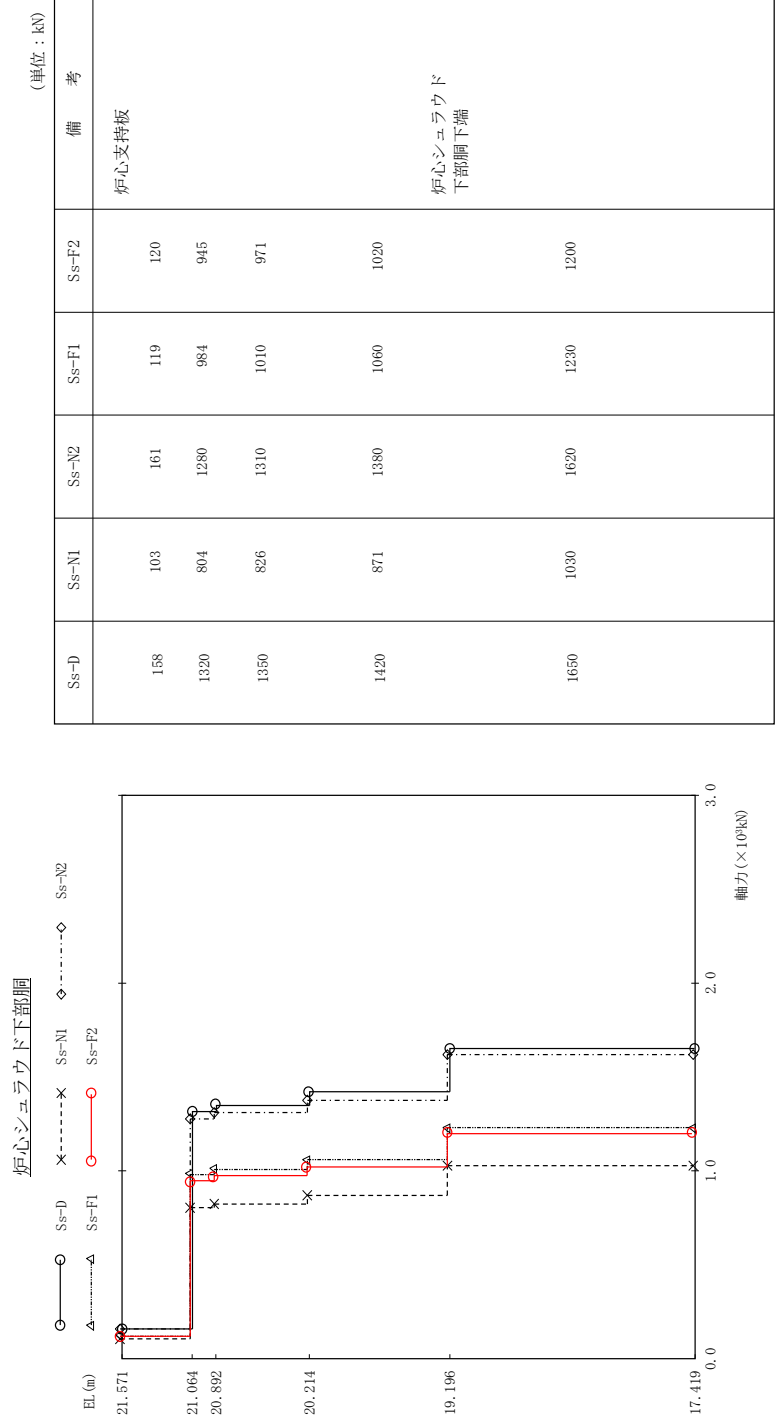 炉心シュラウド下部胴
Ss-D
Ss-N1
Ss-N2
Ss-F1
Ss-F2
EL(m)
21.571
21.064
20.892
20.214
19.196
17.419
0.0
1.0
2.0
3.0
軸力(×10³kN)
(単位：kN)
Ss-D Ss-N1 Ss-N2 Ss-F1 Ss-F2 備 考
炉心支持板
158 103 161 119 120
1320 804 1280 984 945
1350 826 1310 1010 971
1420 871 1380 1060 1020
炉心シュラウド
下部胴下端
1650 1030 1620 1230 1200